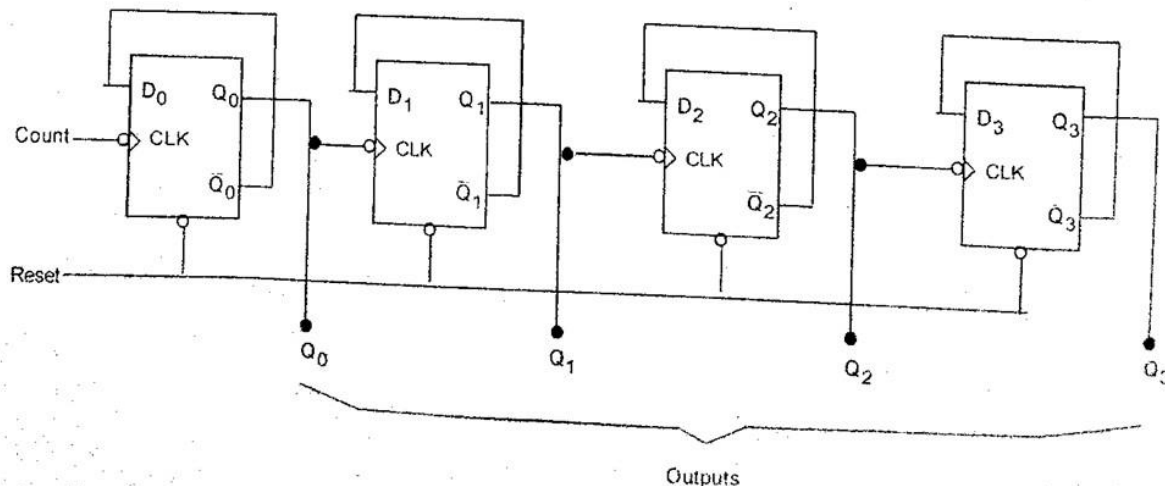 D₀ Q₀
D₁ Q₁
D₂ Q₂
D₃ Q₃
Count
CLK
CLK
CLK
CLK
Q̄₀
Q̄₁
Q̄₂
Q̄₃
Reset
Q₀
Q₁
Q₂
Q₃
Outputs